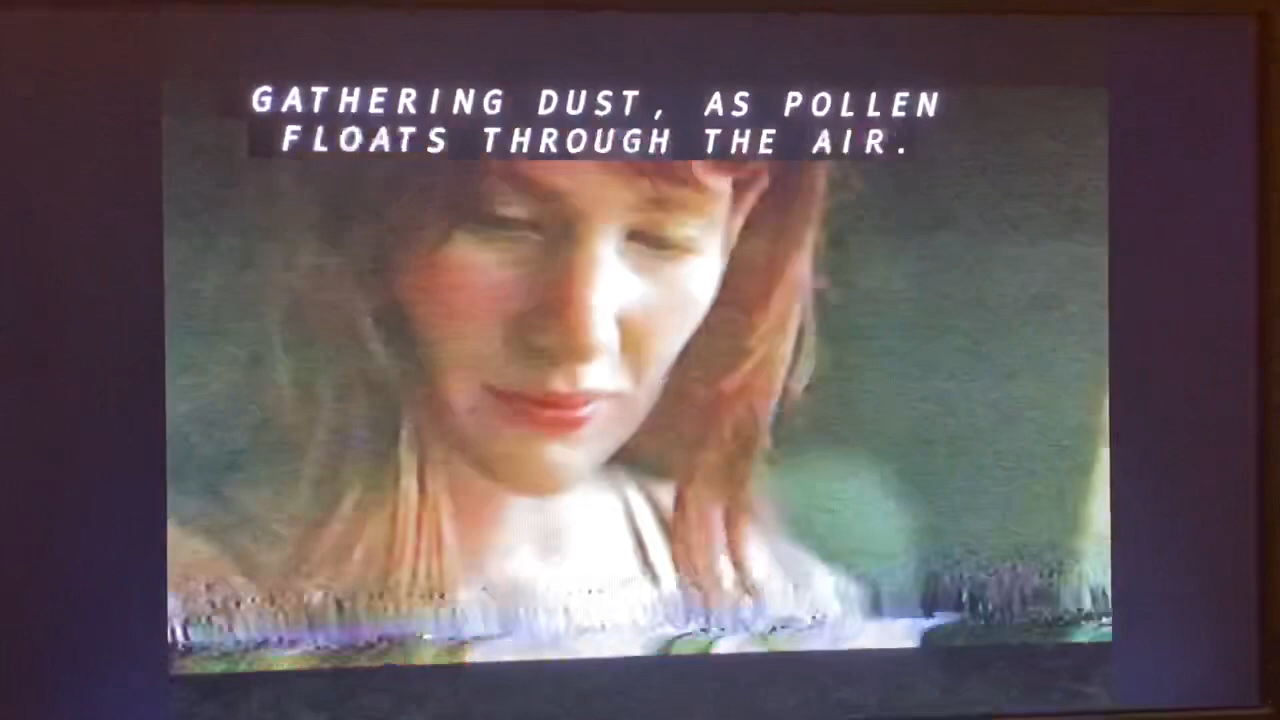 GATHERING DUST, AS POLLEN
FLOATS THROUGH THE AIR.